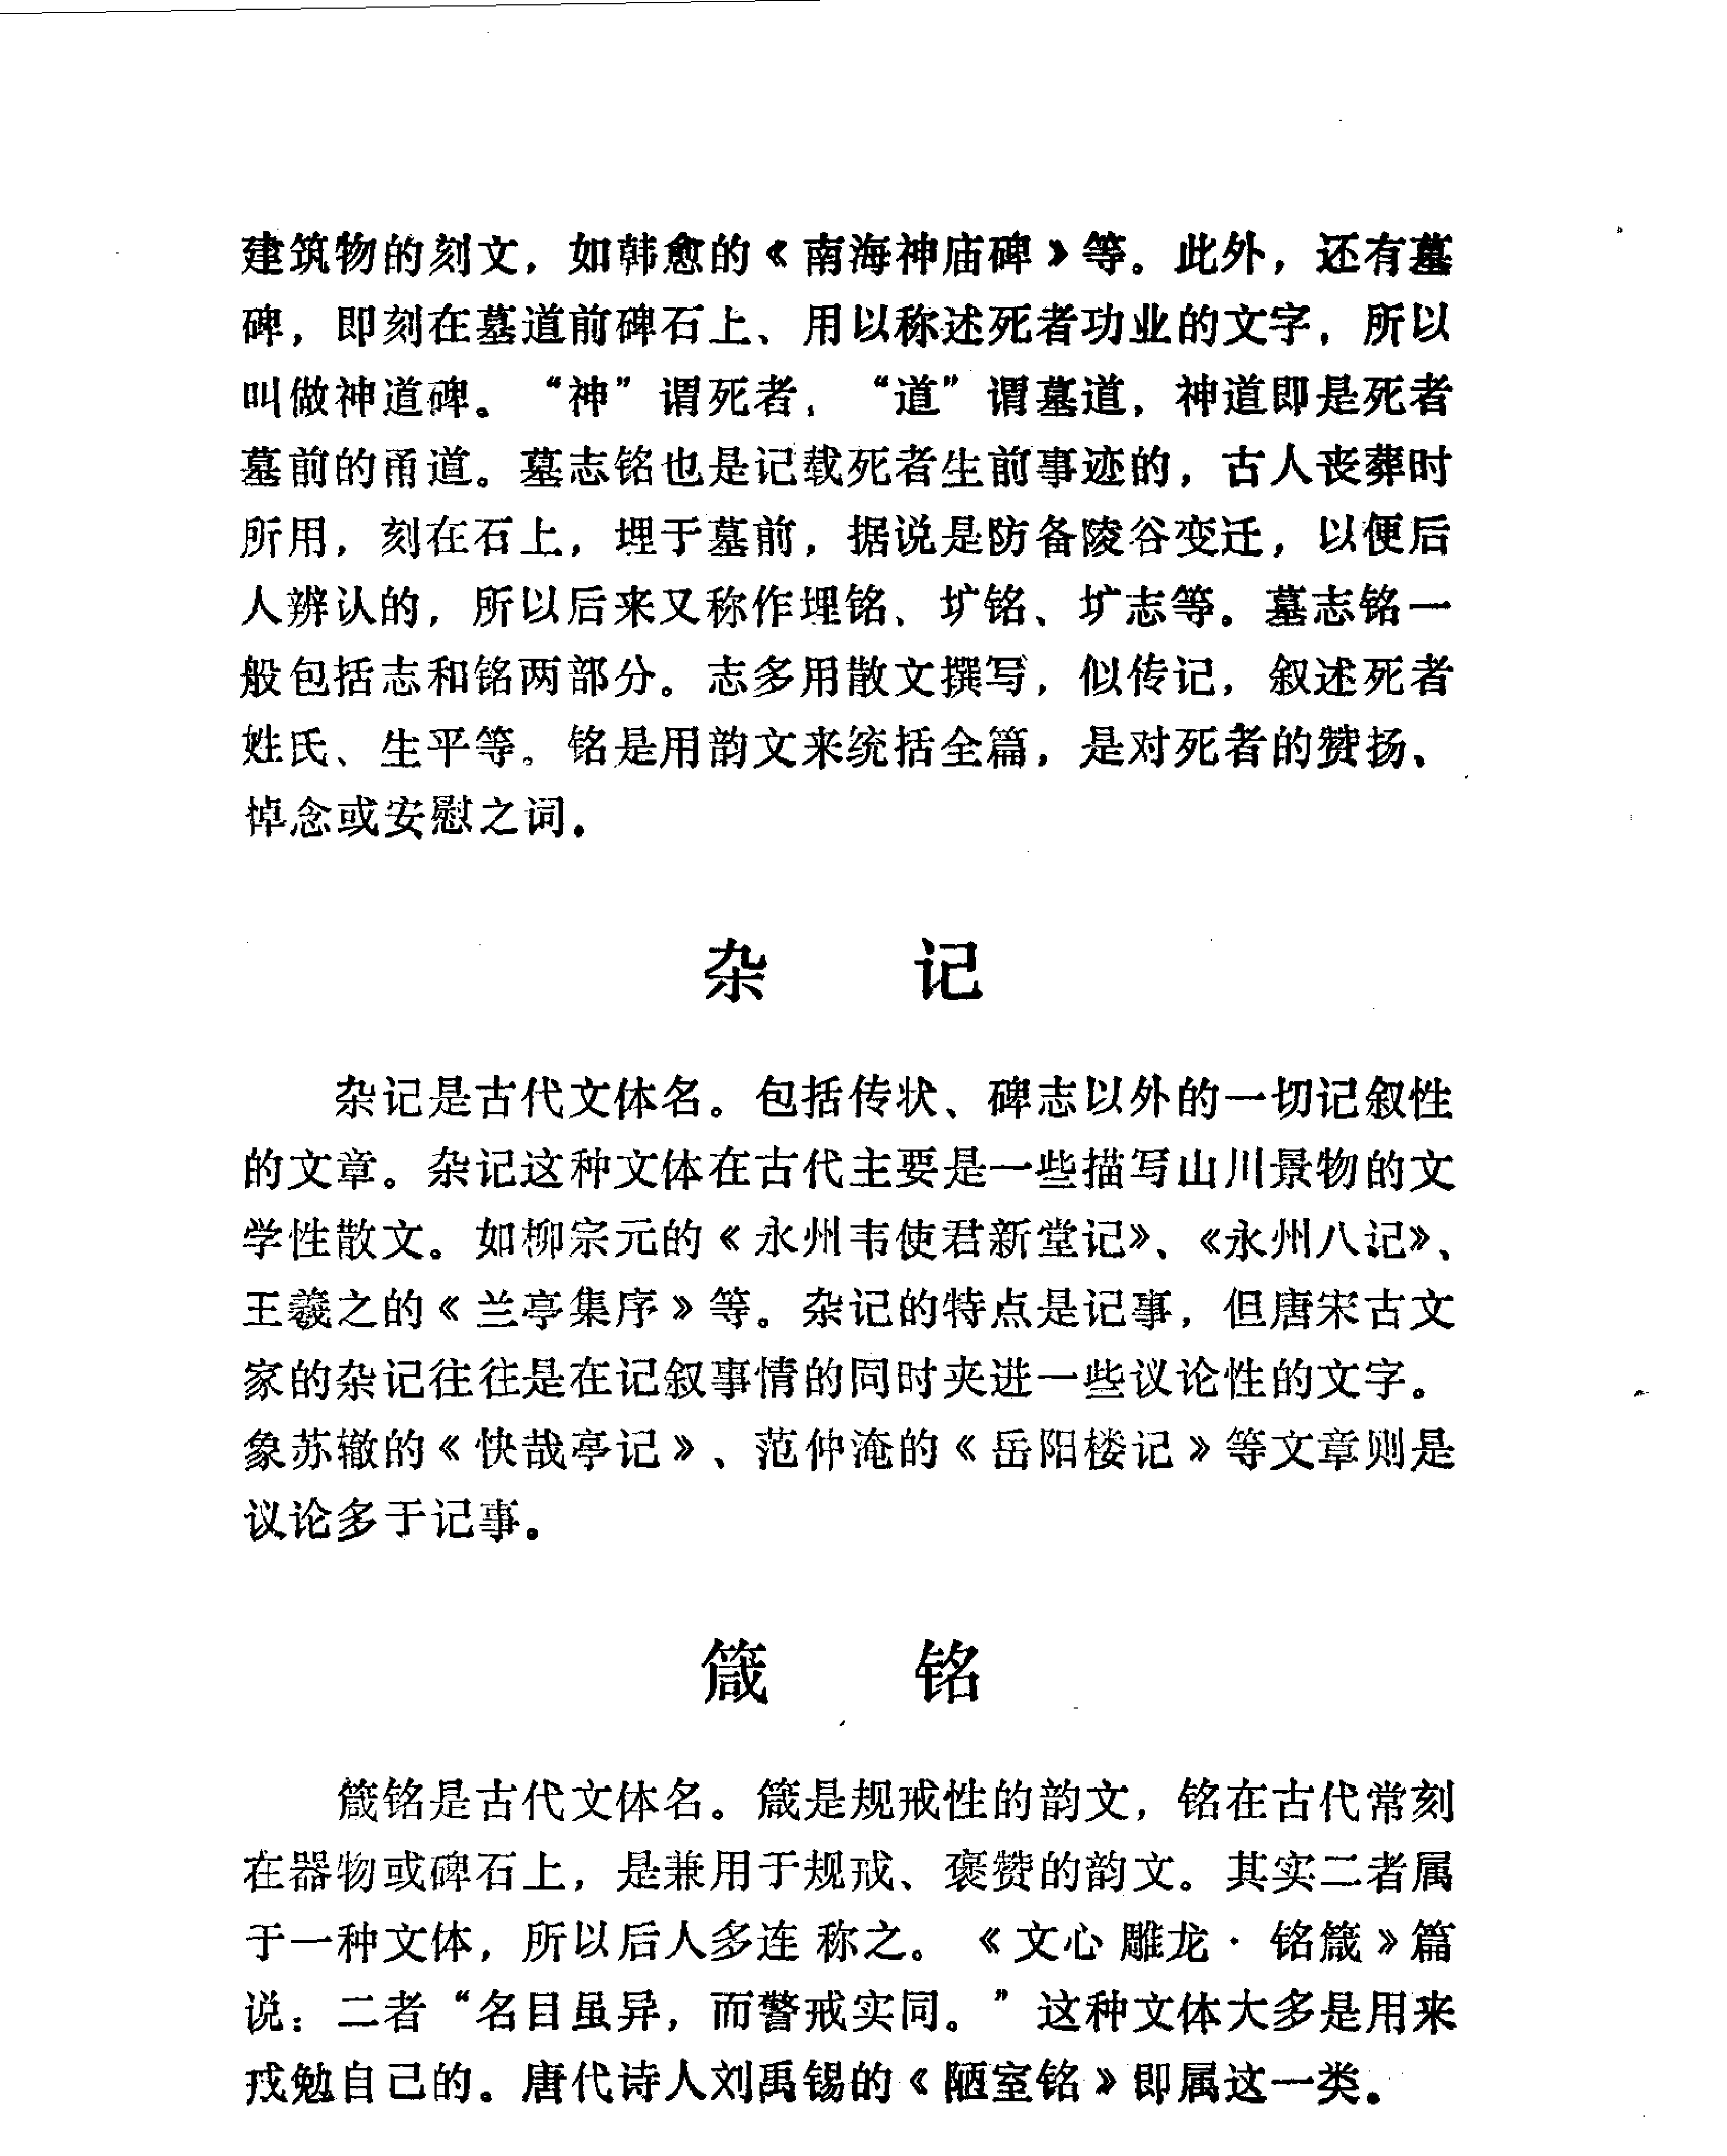 建筑物的刻文，如韩愈的《南海神庙碑》等。此外，还有墓
碑，即刻在墓道前碑石上、用以称述死者功业的文字，所以
叫做神道碑。“神”谓死者，“道”谓墓道，神道即是死者
墓前的甬道。墓志铭也是记载死者生前事迹的，古人丧葬时
所用，刻在石上，埋于墓前，据说是防备陵谷变迁，以便后
人辨认的，所以后来又称作埋铭、圹铭、圹志等。墓志铭一
般包括志和铭两部分。志多用散文撰写，似传记，叙述死者
姓氏、生平等。铭是用韵文来统括全篇，是对死者的赞扬、
悼念或安慰之词。
杂 记
杂记是古代文体名。包括传状、碑志以外的一切记叙性
的文章。杂记这种文体在古代主要是一些描写山川景物的文
学性散文。如柳宗元的《永州韦使君新堂记》、《永州八记》、
王羲之的《兰亭集序》等。杂记的特点是记事，但唐宋古文
家的杂记往往是在记叙事情的同时夹进一些议论性的文字。
象苏辙的《快哉亭记》、范仲淹的《岳阳楼记》等文章则是
议论多于记事。
箴 铭
箴铭是古代文体名。箴是规戒性的韵文，铭在古代常刻
在器物或碑石上，是兼用于规戒、褒赞的韵文。其实二者属
于一种文体，所以后人多连称之。《文心雕龙·铭箴》篇
说：二者“名目虽异，而警戒实同。”这种文体大多是用来
戒勉自己的。唐代诗人刘禹锡的《陋室铭》即属这一类。